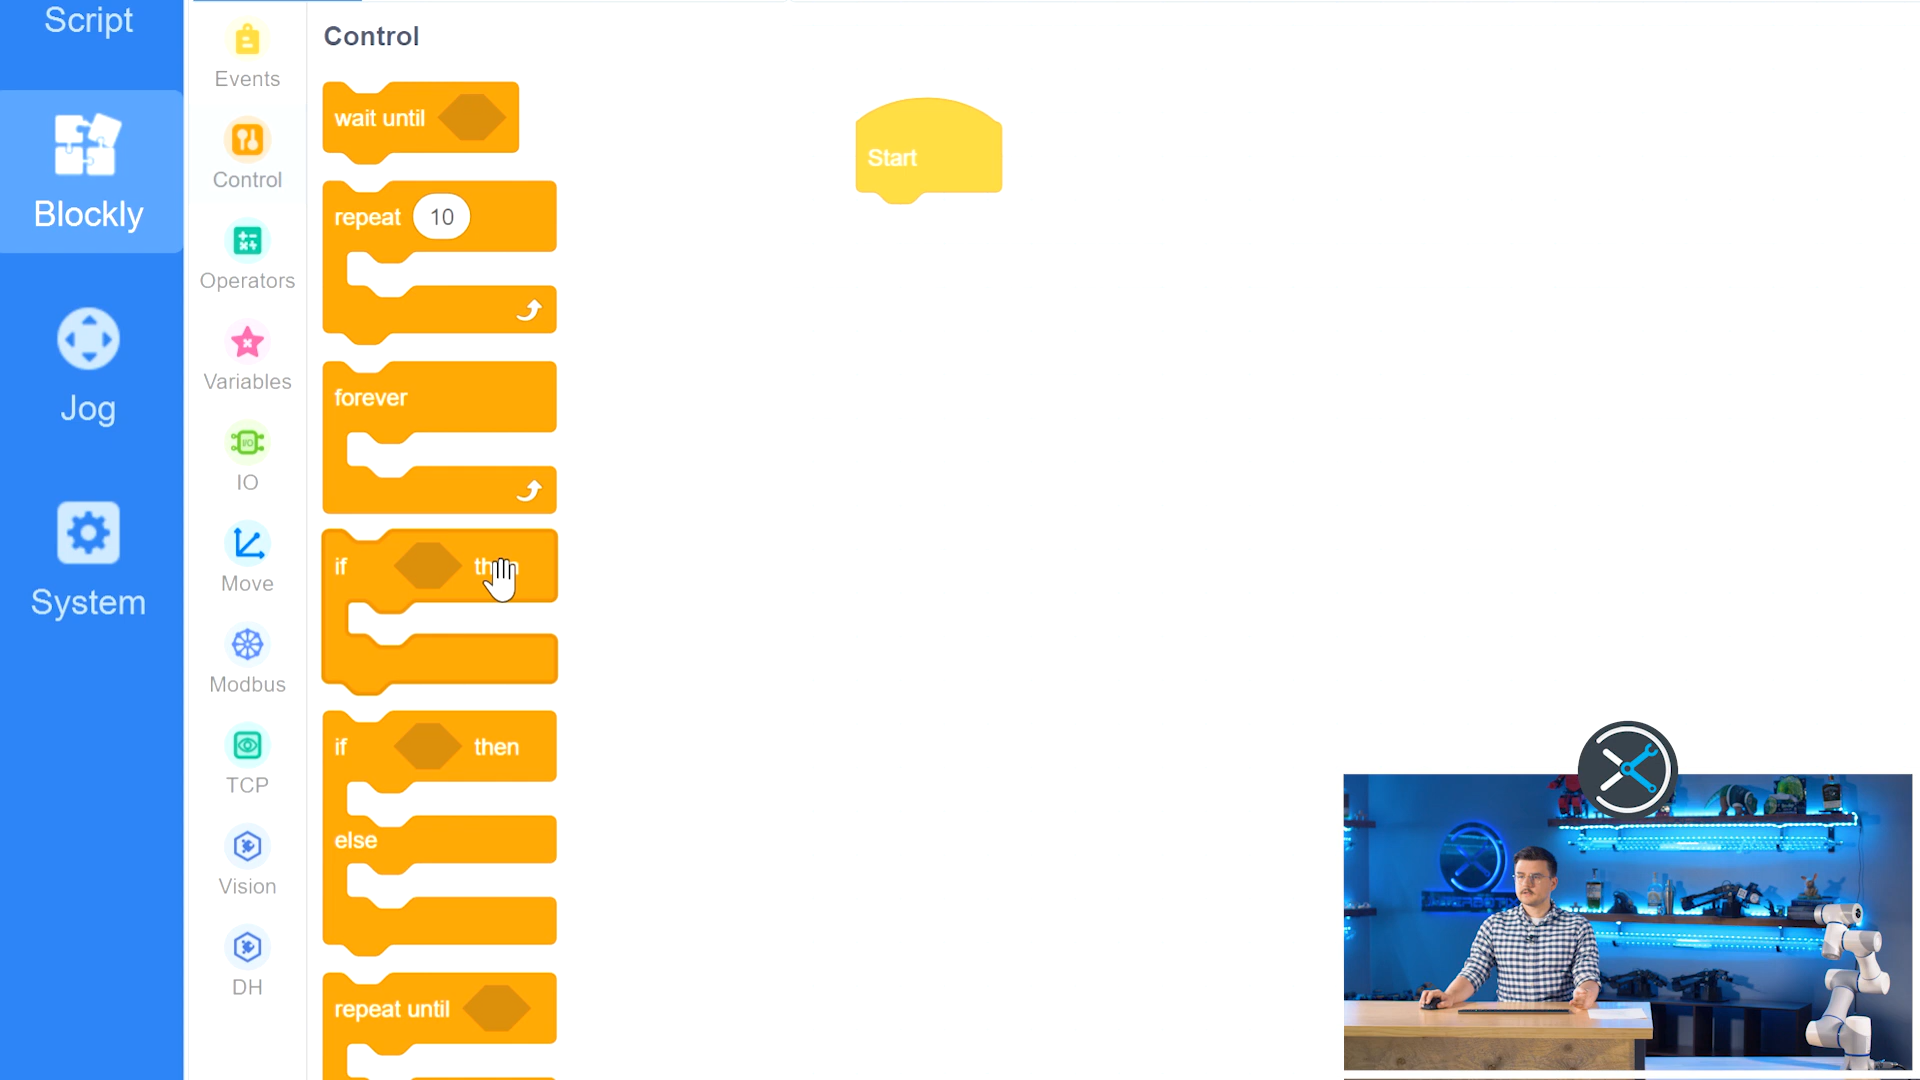 Script
Blockly
Jog
System
Events
Control
Operators
Variables
IO
Move
Modbus
TCP
Vision
DH
Control
wait until
repeat 10
forever
if then
if then
else
repeat until
Start